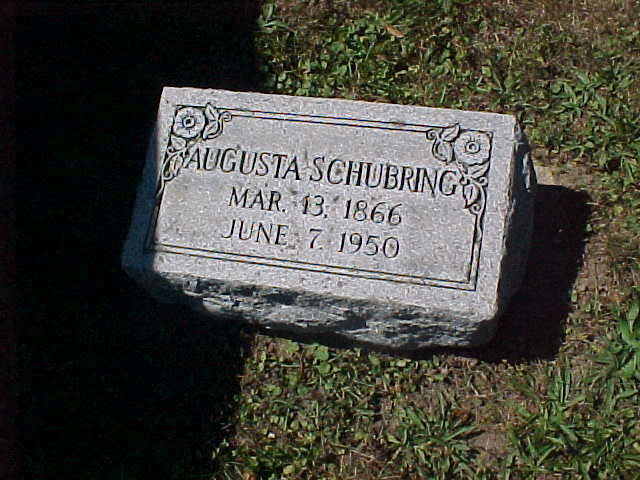 AUGUSTA SCHUBRING
MAR. 13, 1866
JUNE 7, 1950